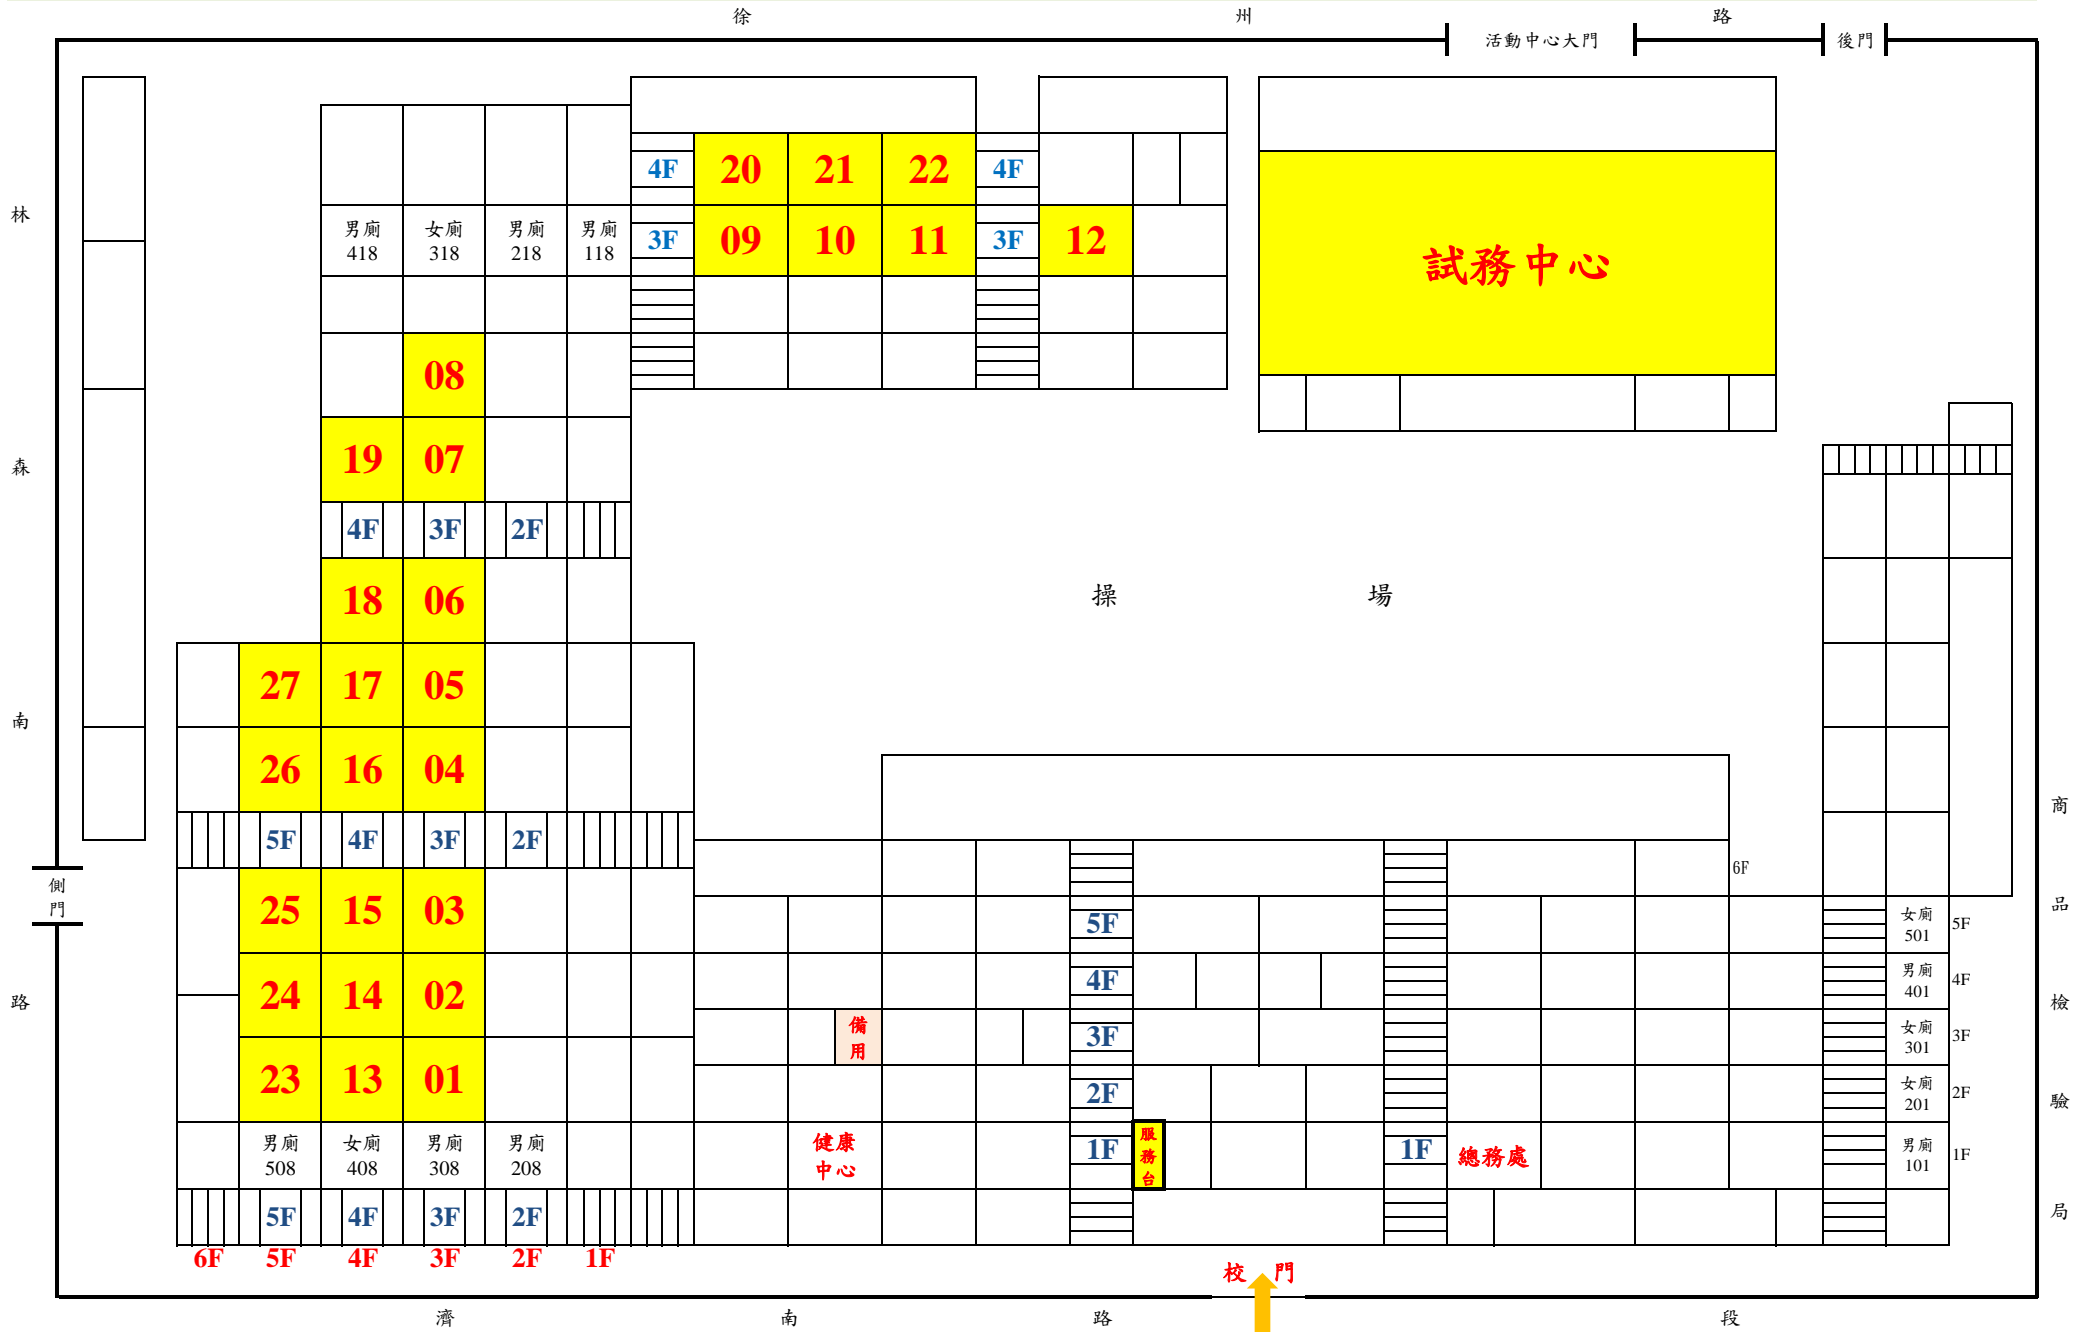 徐 州 路
活動中心大門
後門
林 森 南 路
側門
商 品 檢 驗 局
4F 20 21 22 4F
男廁 女廁 男廁 男廁
418 318 218 118
3F 09 10 11 3F 12
試務中心
08
19 07
4F 3F 2F
操 場
18 06
27 17 05
26 16 04
5F 4F 3F 2F
6F
25 15 03
5F
女廁
501
5F
24 14 02
4F
男廁
401
4F
備用
3F
女廁
301
3F
23 13 01
2F
女廁
201
2F
男廁 女廁 男廁 男廁
508 408 308 208
健康
中心
1F
服務台
1F
總務處
男廁
101
1F
5F 4F 3F 2F
6F 5F 4F 3F 2F 1F
校 門
濟 南 路 段